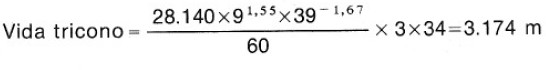 Vida tricono = 28.140×9^1,55×39^−1,67 / 60 × 3×34=3.174 m